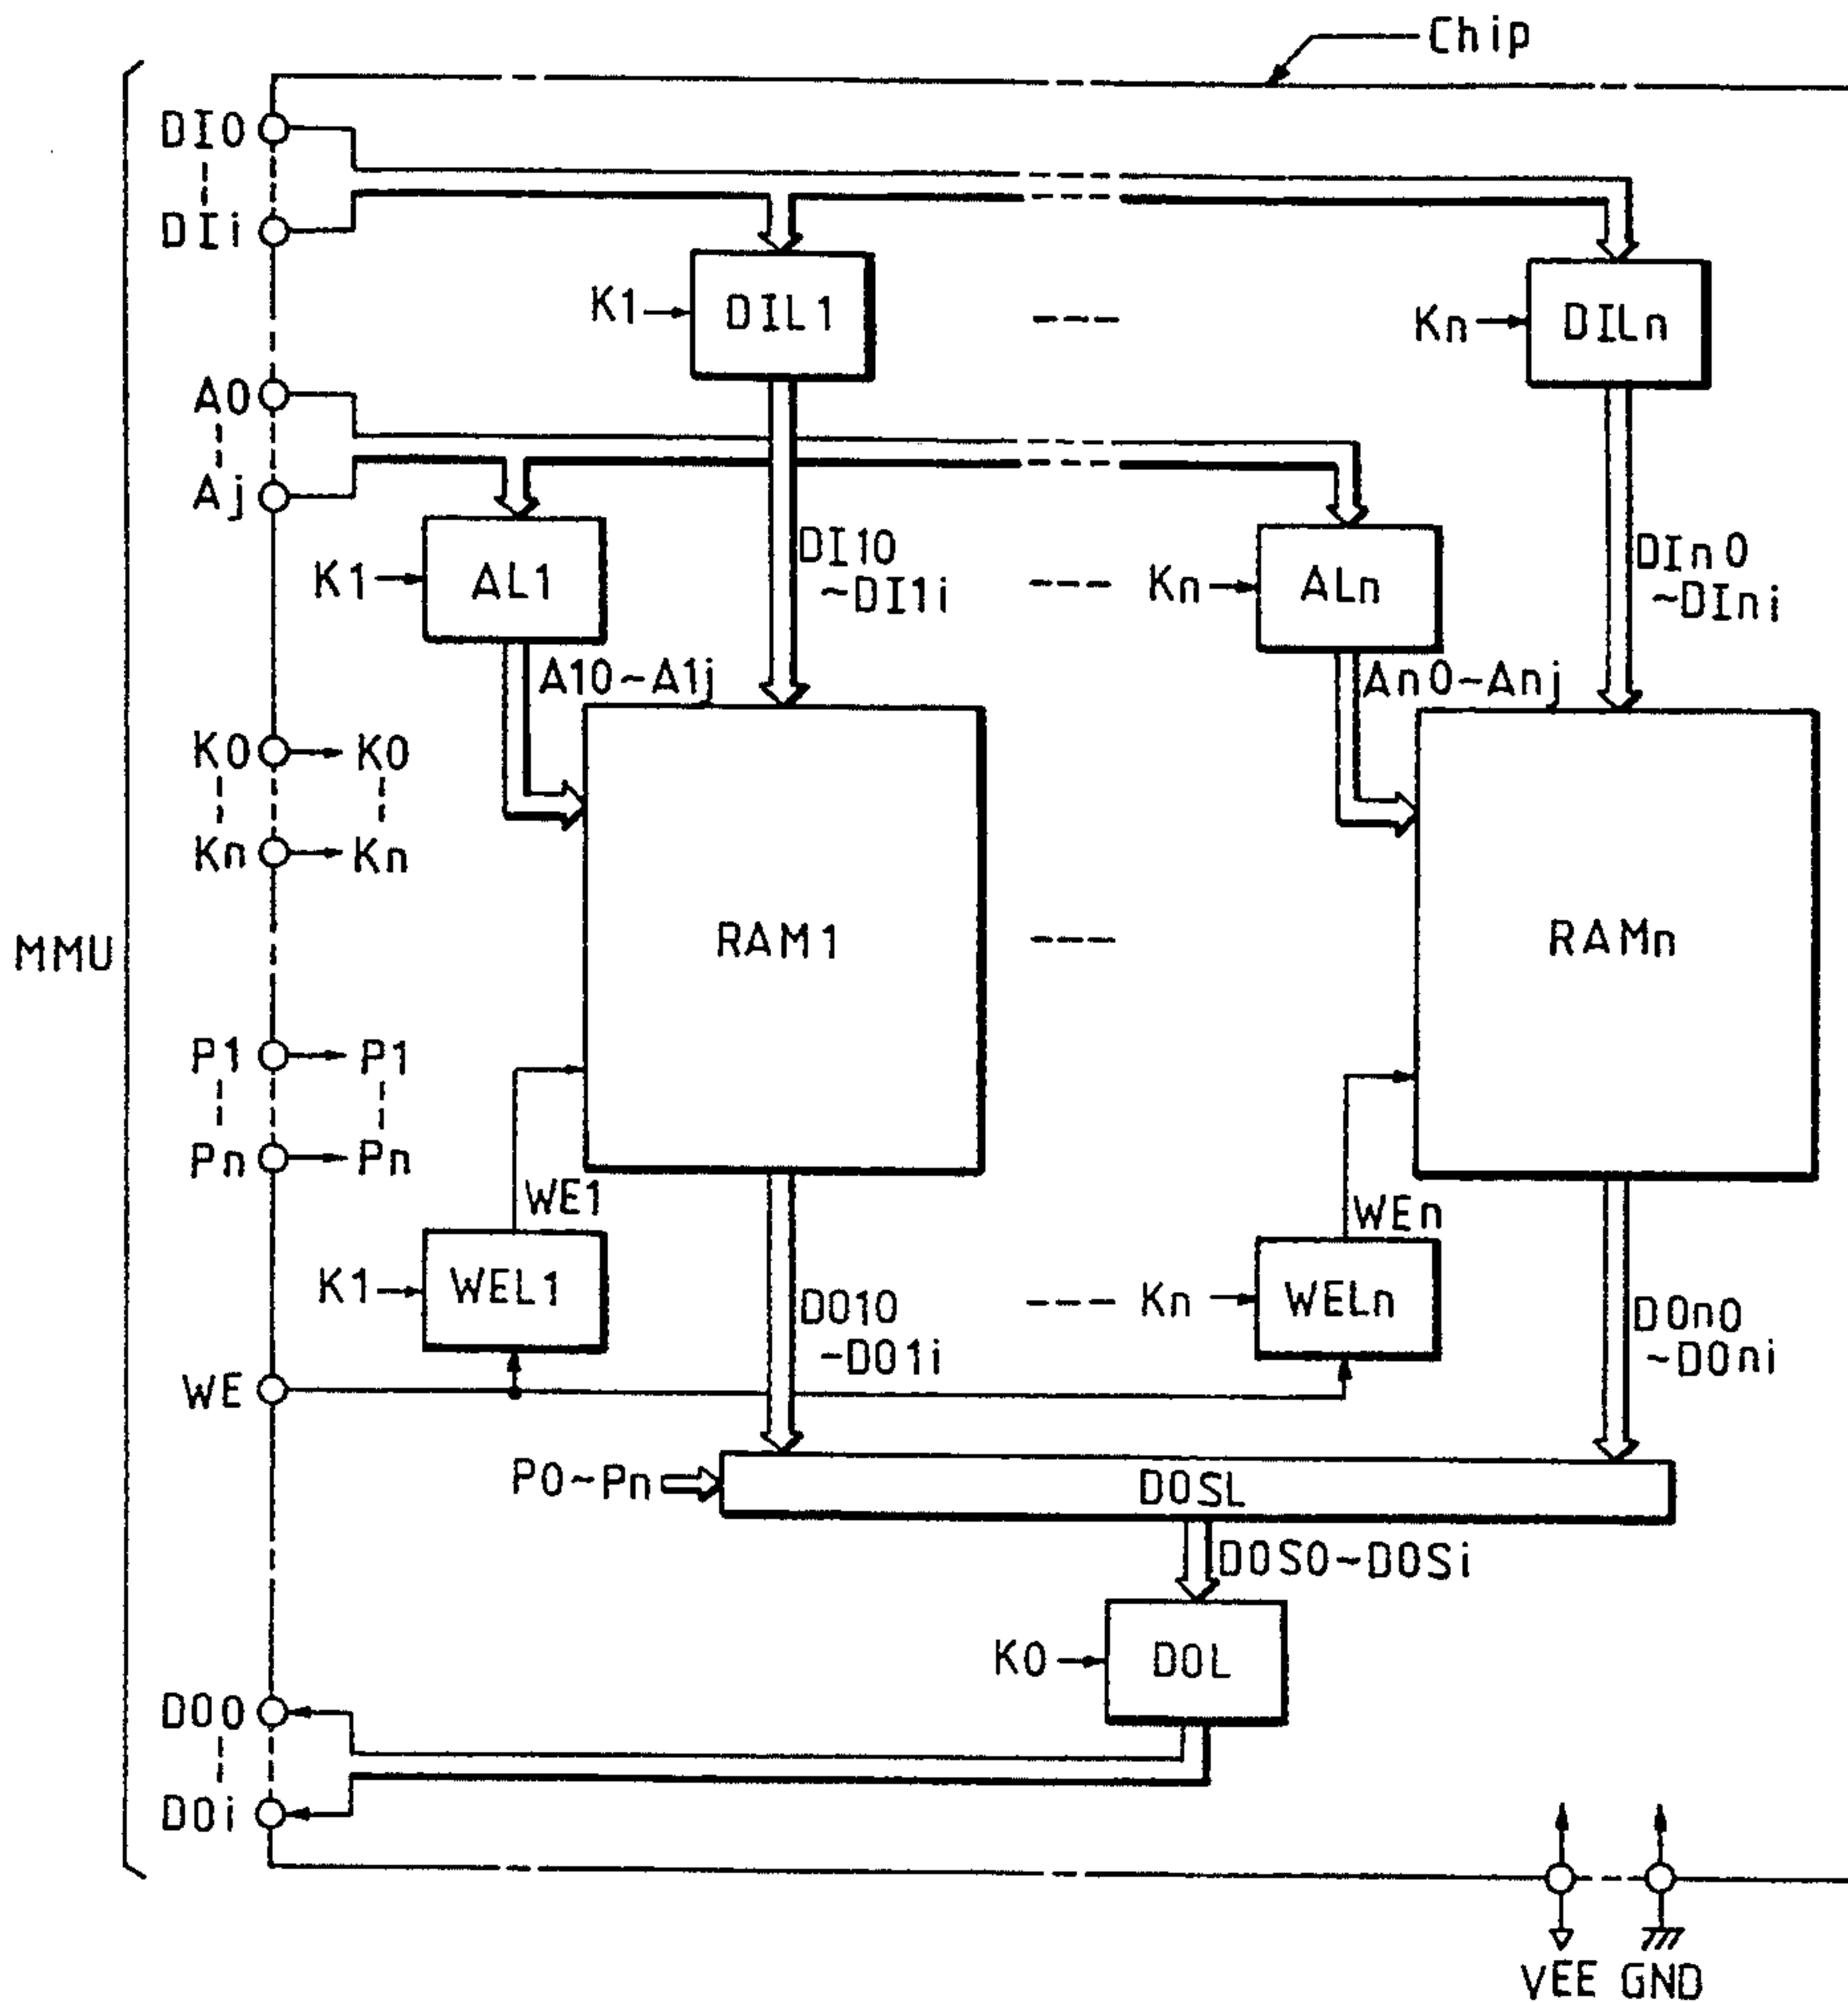 Chip
DI0
DIi
K1
DIL1
Kn
DILn
A0
Aj
K1
AL1
DI10
~DI1i
Kn
ALn
DIn0
~DIni
A10~A1j
An0~Anj
K0
K0
Kn
Kn
RAM1
RAMn
MMU
P1
P1
Pn
Pn
WE1
WEn
K1
WEL1
Kn
WELn
DO10
~DO1i
DOn0
~DOni
WE
P0~Pn
DOSL
DOS0~DOSi
K0
DOL
DO0
DOi
VEE
GND